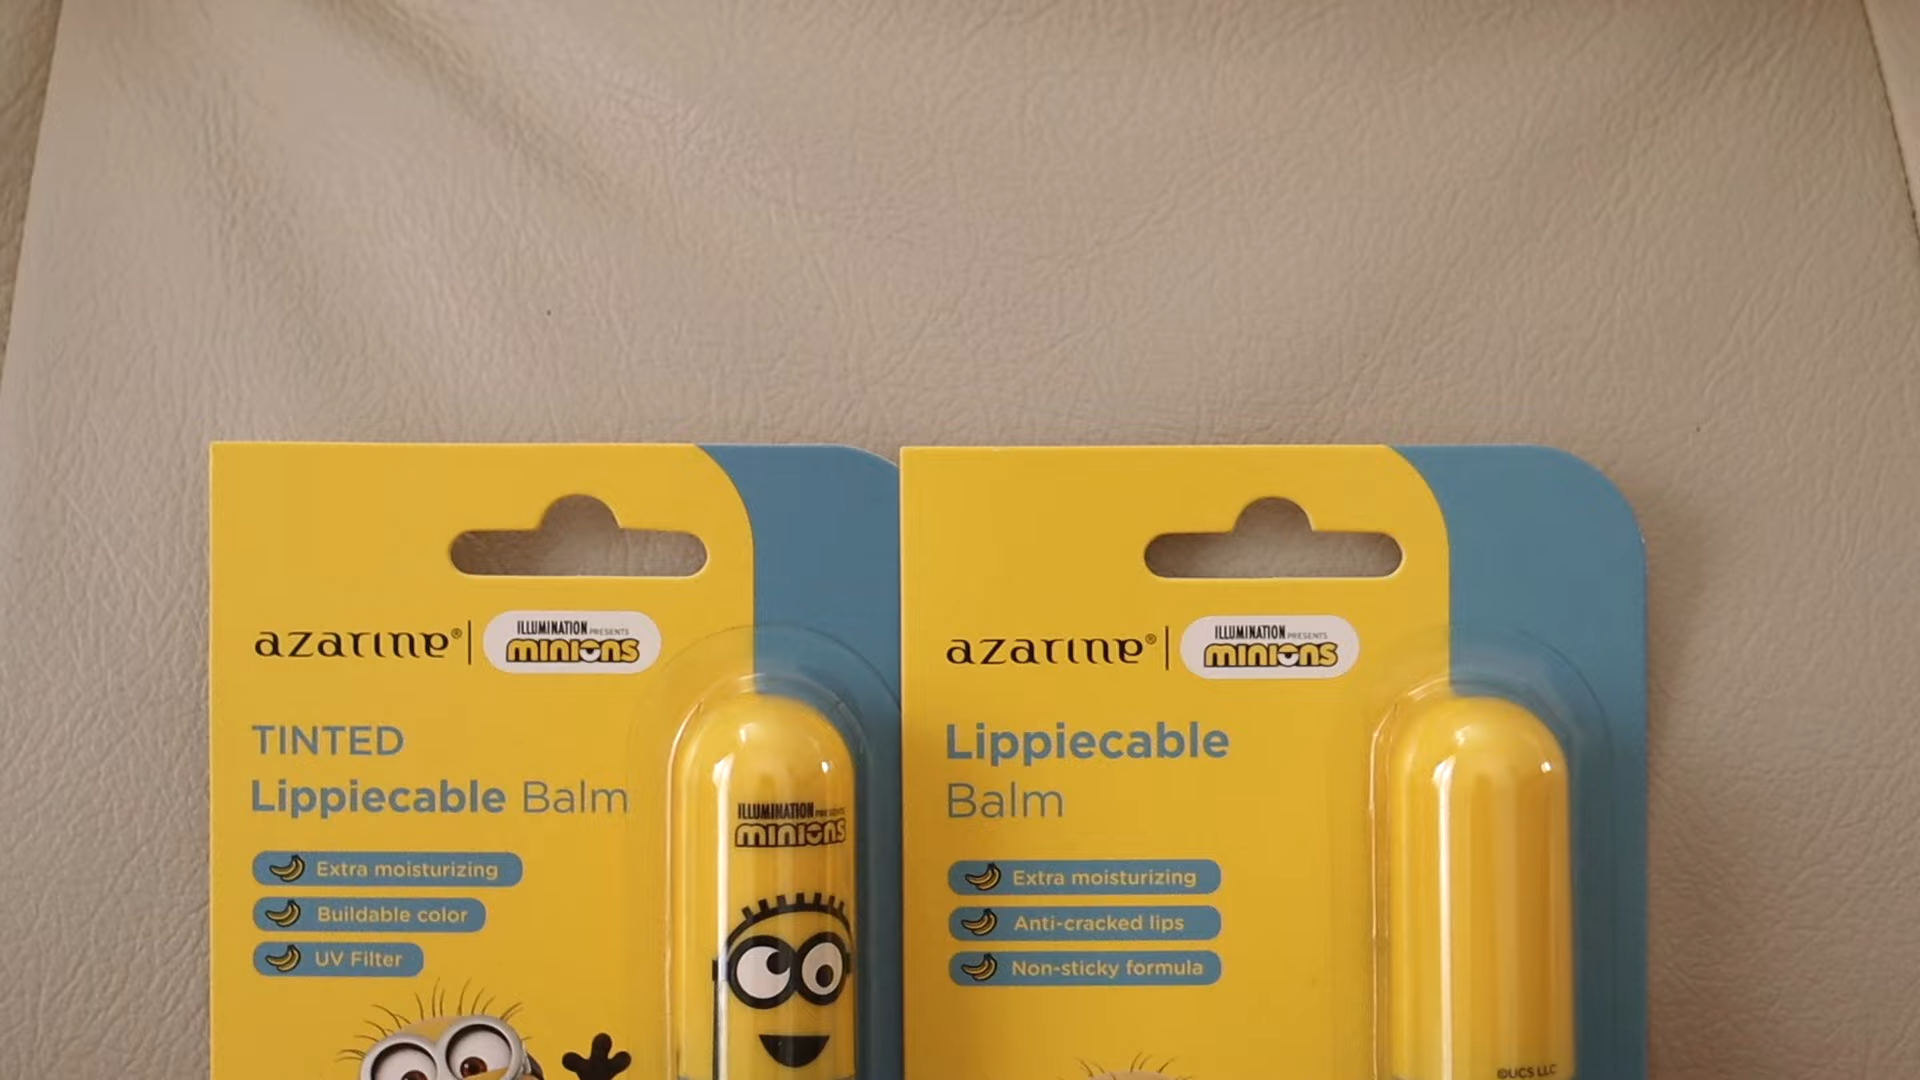 azarine®
ILLUMINATION PRESENTS
minions
TINTED
Lippiecable Balm
Extra moisturizing
Buildable color
UV Filter
ILLUMINATION PRESENTS
minions
azarine®
ILLUMINATION PRESENTS
minions
Lippiecable
Balm
Extra moisturizing
Anti-cracked lips
Non-sticky formula
©UCS LLC